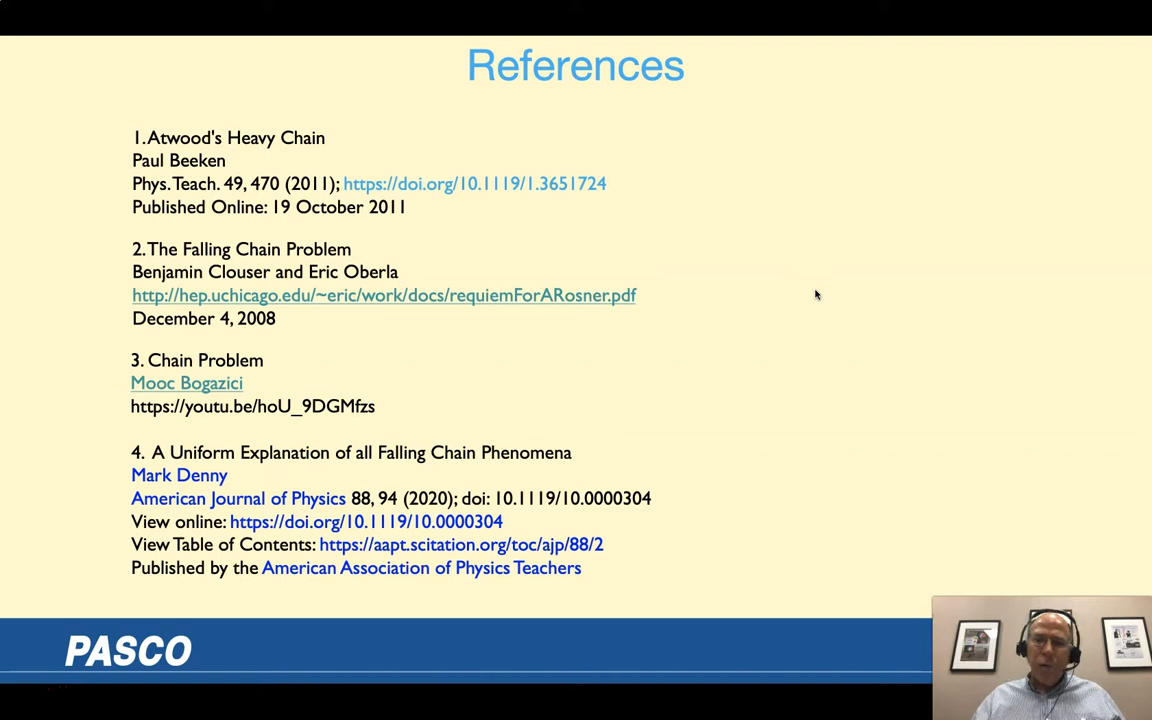 References
1. Atwood's Heavy Chain
Paul Beeken
Phys. Teach. 49, 470 (2011); https://doi.org/10.1119/1.3651724
Published Online: 19 October 2011
2. The Falling Chain Problem
Benjamin Clouser and Eric Oberla
http://hep.uchicago.edu/~eric/work/docs/requiemForARosner.pdf
December 4, 2008
3. Chain Problem
Mooc Bogazici
https://youtu.be/hoU_9DGMfzs
4. A Uniform Explanation of all Falling Chain Phenomena
Mark Denny
American Journal of Physics 88, 94 (2020); doi: 10.1119/10.0000304
View online: https://doi.org/10.1119/10.0000304
View Table of Contents: https://aapt.scitation.org/toc/ajp/88/2
Published by the American Association of Physics Teachers
PASCO